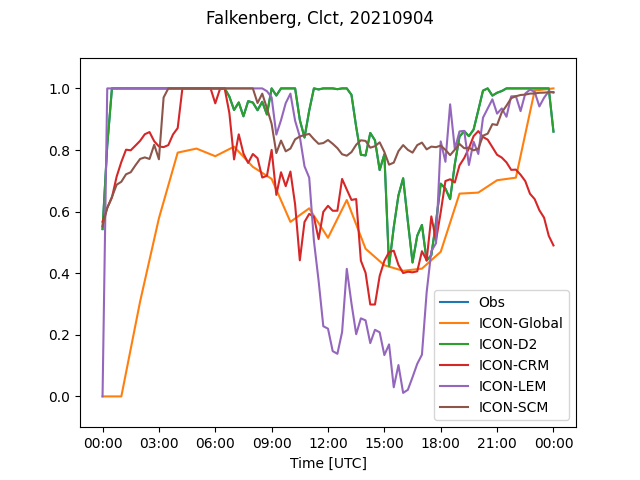 Falkenberg, Clct, 20210904
1.0
0.8
0.6
0.4
0.2
0.0
Obs
ICON-Global
ICON-D2
ICON-CRM
ICON-LEM
ICON-SCM
00:00 03:00 06:00 09:00 12:00 15:00 18:00 21:00 00:00
Time [UTC]